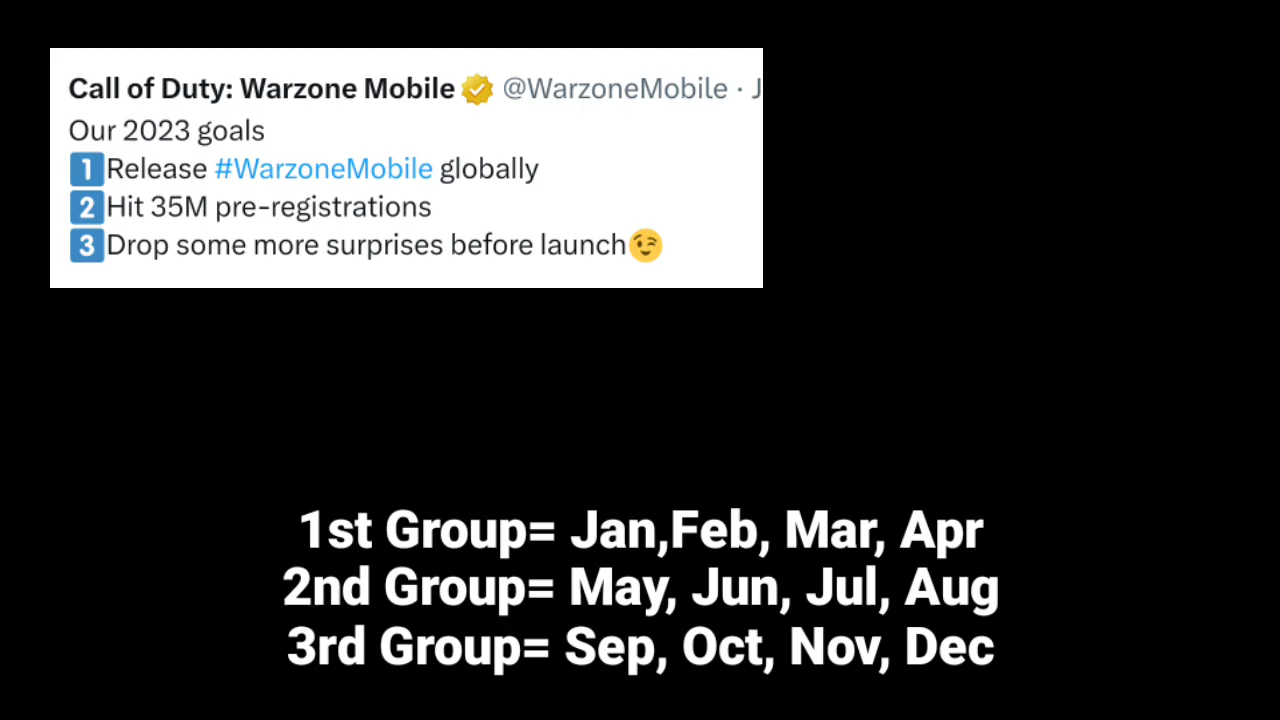 Call of Duty: Warzone Mobile @WarzoneMobile · J
Our 2023 goals
1 Release #WarzoneMobile globally
2 Hit 35M pre-registrations
3 Drop some more surprises before launch😉
1st Group= Jan,Feb, Mar, Apr
2nd Group= May, Jun, Jul, Aug
3rd Group= Sep, Oct, Nov, Dec